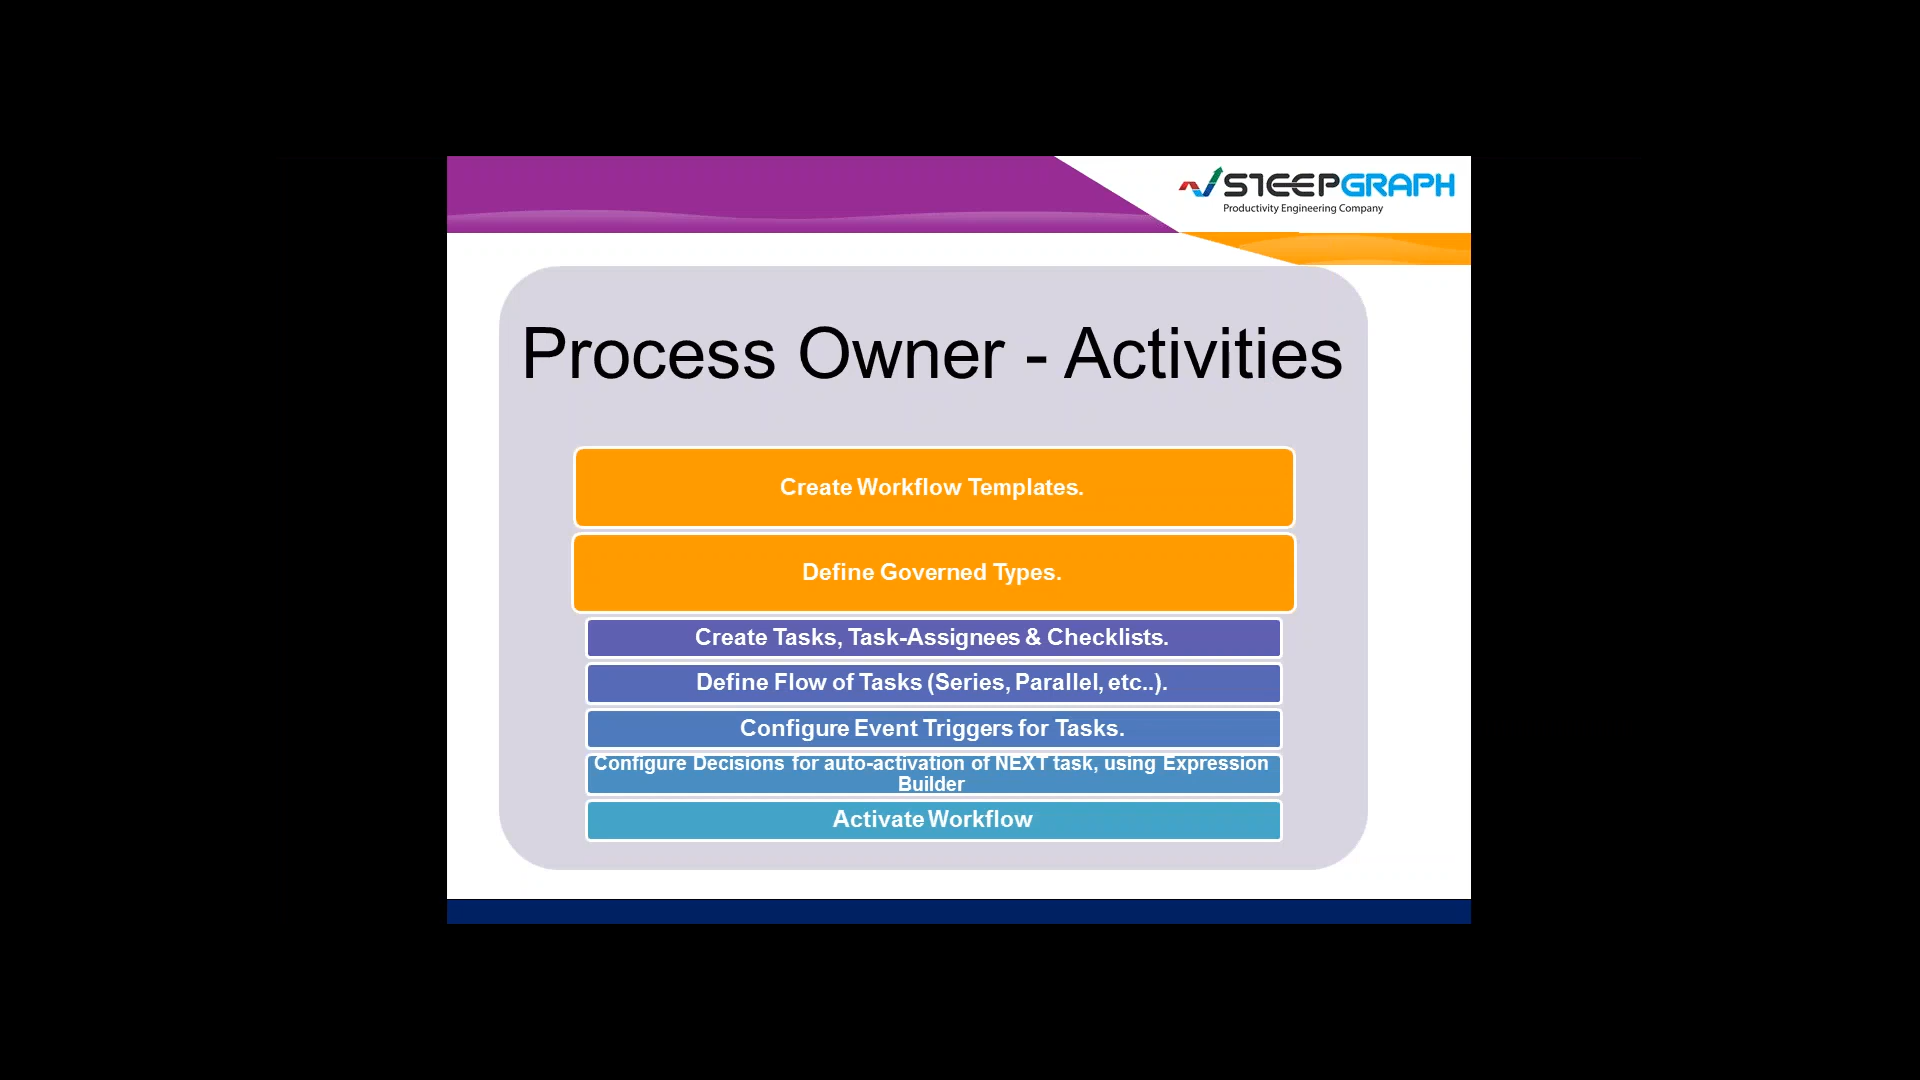 STEEPGRAPH
Productivity Engineering Company
Process Owner - Activities
Create Workflow Templates.
Define Governed Types.
Create Tasks, Task-Assignees & Checklists.
Define Flow of Tasks (Series, Parallel, etc..).
Configure Event Triggers for Tasks.
Configure Decisions for auto-activation of NEXT task, using Expression
Builder
Activate Workflow